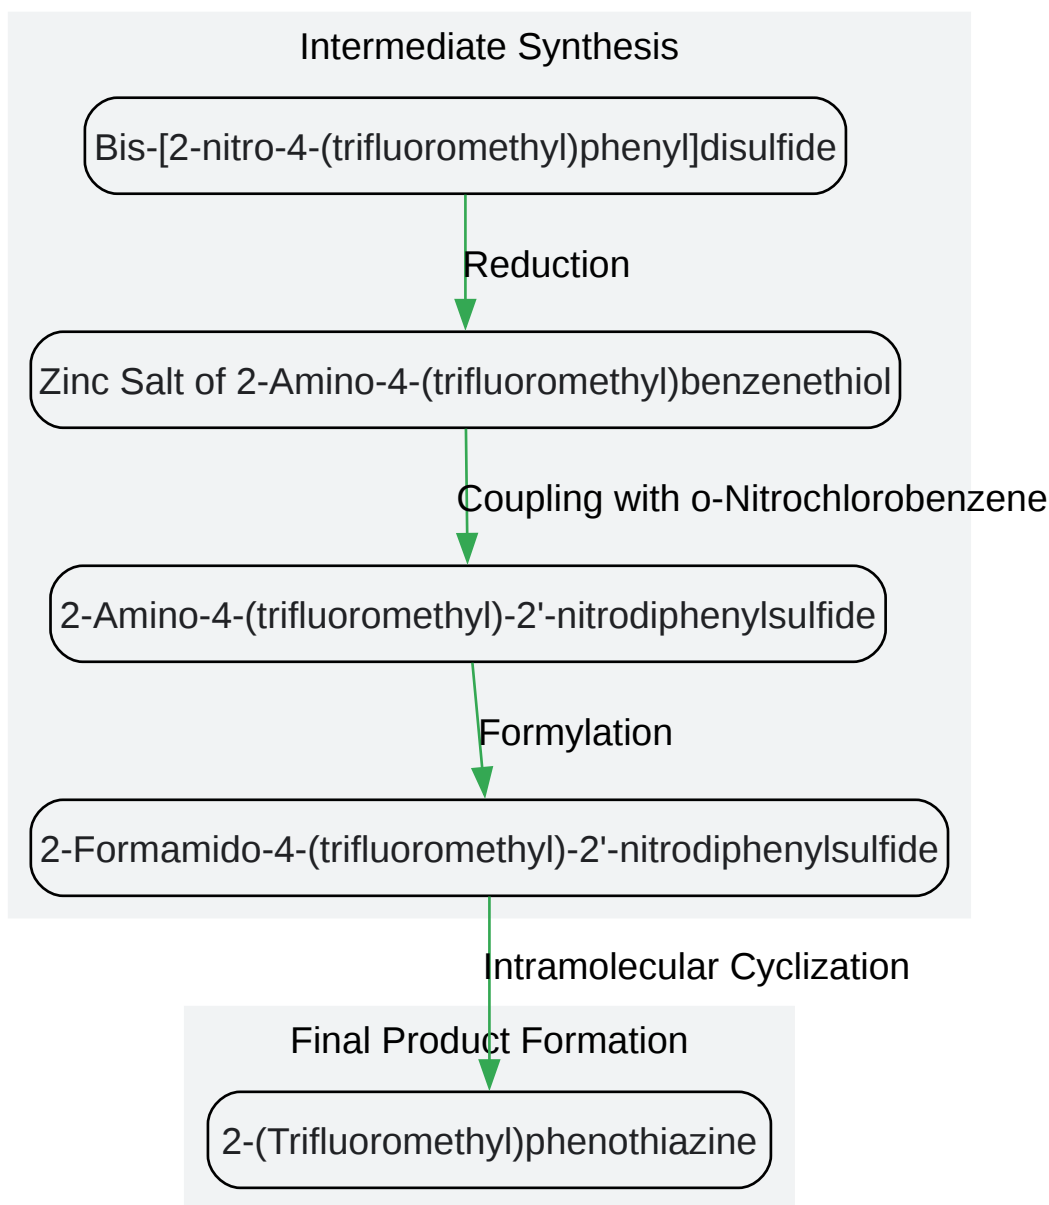 Intermediate Synthesis
Bis-[2-nitro-4-(trifluoromethyl)phenyl]disulfide
Reduction
Zinc Salt of 2-Amino-4-(trifluoromethyl)benzenethiol
Coupling with o-Nitrochlorobenzene
2-Amino-4-(trifluoromethyl)-2'-nitrodiphenylsulfide
Formylation
2-Formamido-4-(trifluoromethyl)-2'-nitrodiphenylsulfide
Intramolecular Cyclization
Final Product Formation
2-(Trifluoromethyl)phenothiazine